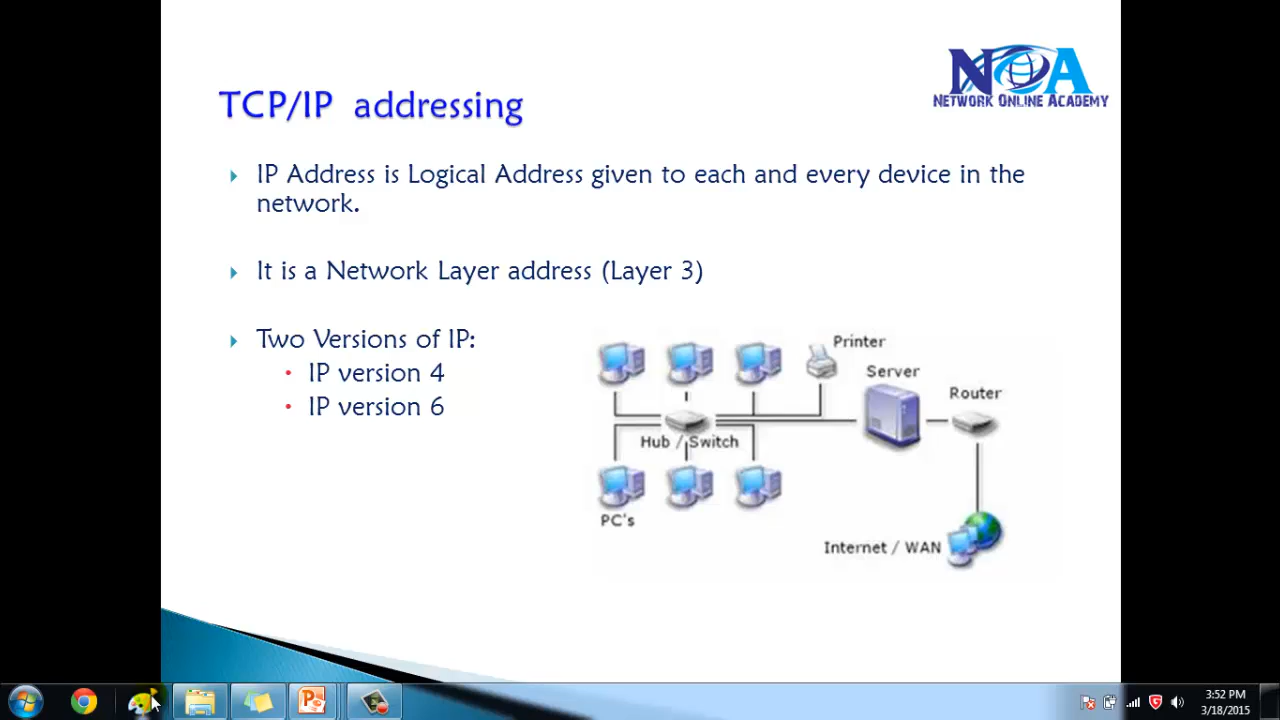 NOA
NETWORK ONLINE ACADEMY
TCP/IP addressing
IP Address is Logical Address given to each and every device in the
network.
It is a Network Layer address (Layer 3)
Two Versions of IP:
IP version 4
IP version 6
Printer
Server
Router
Hub / Switch
PC's
Internet / WAN
3:52 PM
3/18/2015